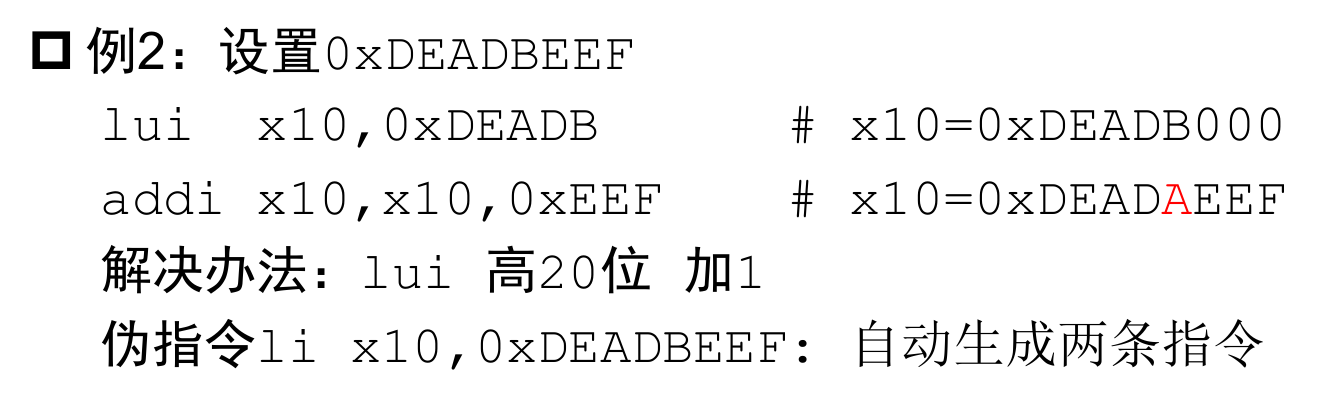 例2：设置0xDEADBEEF
lui x10,0xDEADB # x10=0xDEADB000
addi x10,x10,0xEEF # x10=0xDEADAEEF
解决办法：lui 高20位 加1
伪指令li x10,0xDEADBEEF：自动生成两条指令